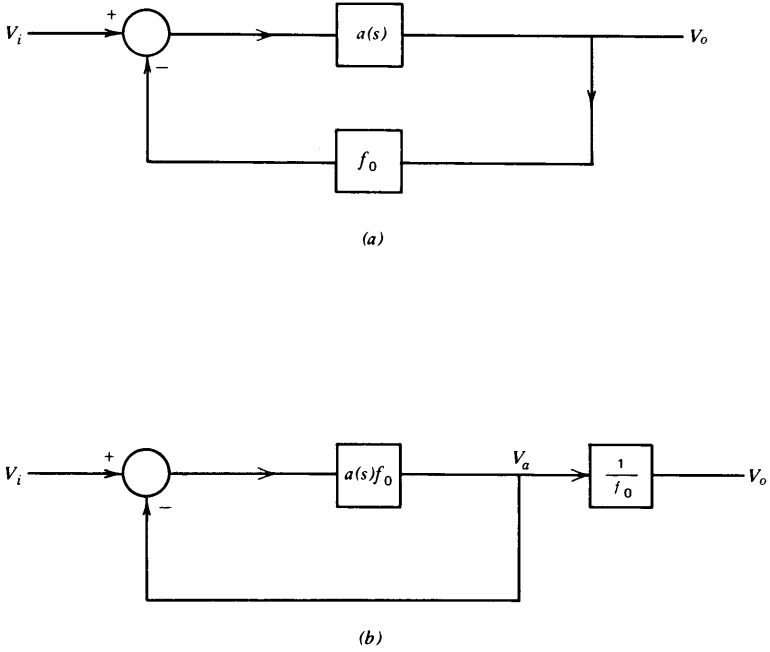 +
V_i
a(s)
V_o
−
f_0
(a)
+
V_a
V_i
a(s)f_0
1
f_0
V_o
−
(b)